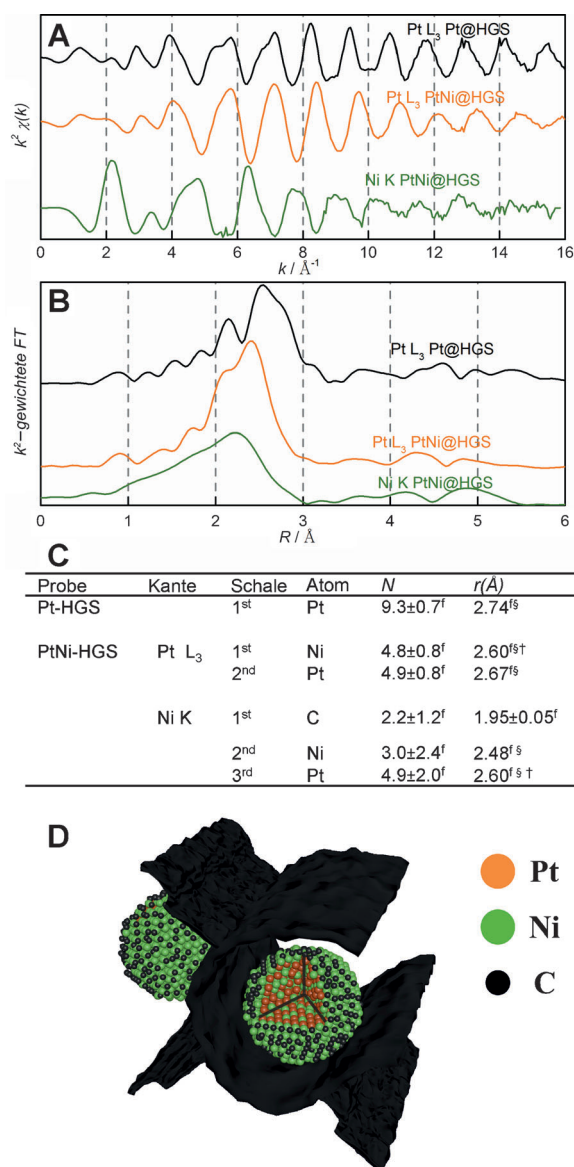 A
Pt L3 Pt@HGS
Pt L3 PtNi@HGS
Ni K PtNi@HGS
k² χ(k)
0 2 4 6 8 10 12 14 16
k / Å⁻¹
B
Pt L3 Pt@HGS
Pt L3 PtNi@HGS
Ni K PtNi@HGS
k²−gewichtete FT
0 1 2 3 4 5 6
R / Å
C
Probe Kante Schale Atom N r(Å)
Pt-HGS 1st Pt 9.3±0.7f 2.74f§
PtNi-HGS Pt L3 1st Ni 4.8±0.8f 2.60f§†
2nd Pt 4.9±0.8f 2.67f§
Ni K 1st C 2.2±1.2f 1.95±0.05f
2nd Ni 3.0±2.4f 2.48f §
3rd Pt 4.9±2.0f 2.60f § †
D
Pt
Ni
C